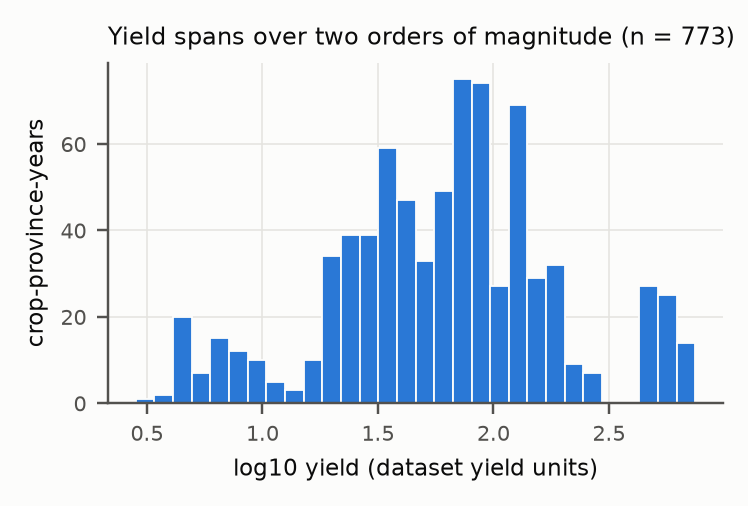 Yield spans over two orders of magnitude (n = 773)
crop-province-years
60
40
20
0
0.5 1.0 1.5 2.0 2.5
log10 yield (dataset yield units)